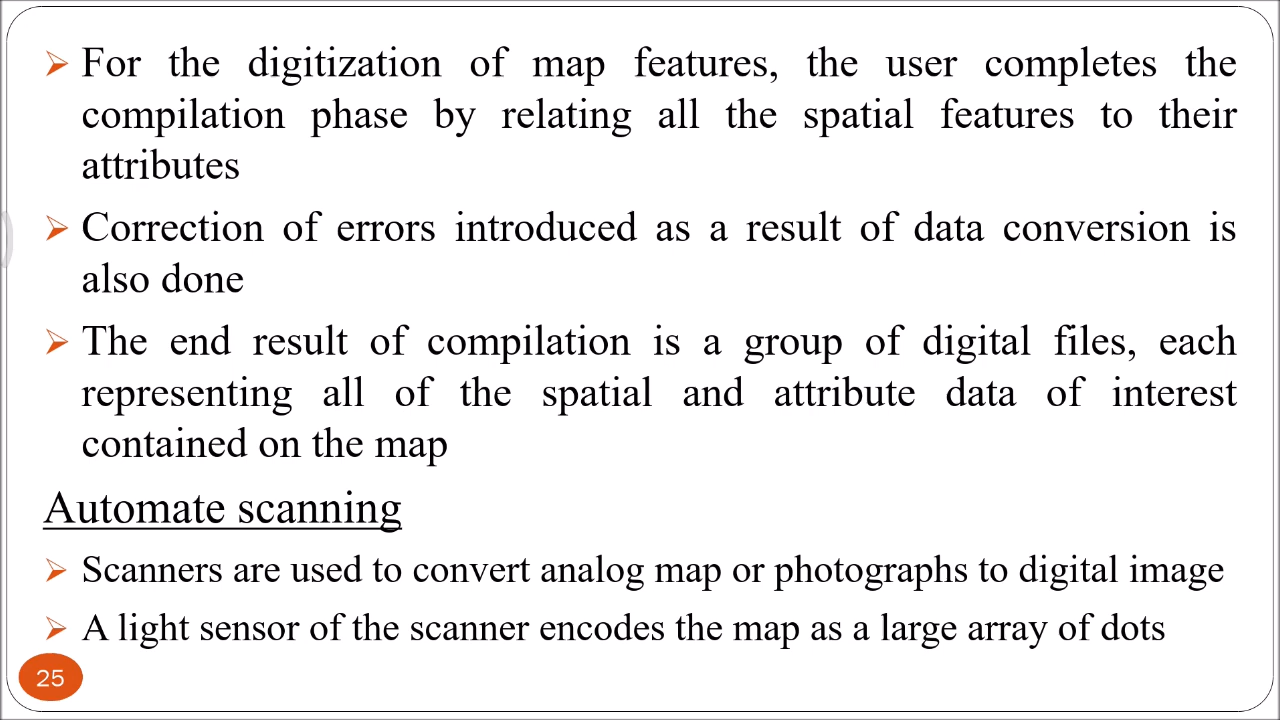 For the digitization of map features, the user completes the
compilation phase by relating all the spatial features to their
attributes
Correction of errors introduced as a result of data conversion is
also done
The end result of compilation is a group of digital files, each
representing all of the spatial and attribute data of interest
contained on the map
Automate scanning
Scanners are used to convert analog map or photographs to digital image
A light sensor of the scanner encodes the map as a large array of dots
25